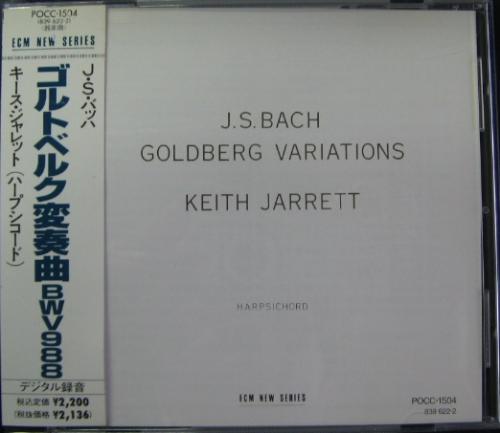 POCC-1504
(839 622-2)
ECM NEW SERIES
J・S・バッハ
ゴルトベルク変奏曲 BWV988
キース・ジャレット(ハープシコード)
デジタル録音
税込定価 ¥2,200
(税抜価格 ¥2,136)
J.S. BACH
GOLDBERG VARIATIONS
KEITH JARRETT
HARPSICHORD
ECM NEW SERIES
POCC-1504
839 622-2